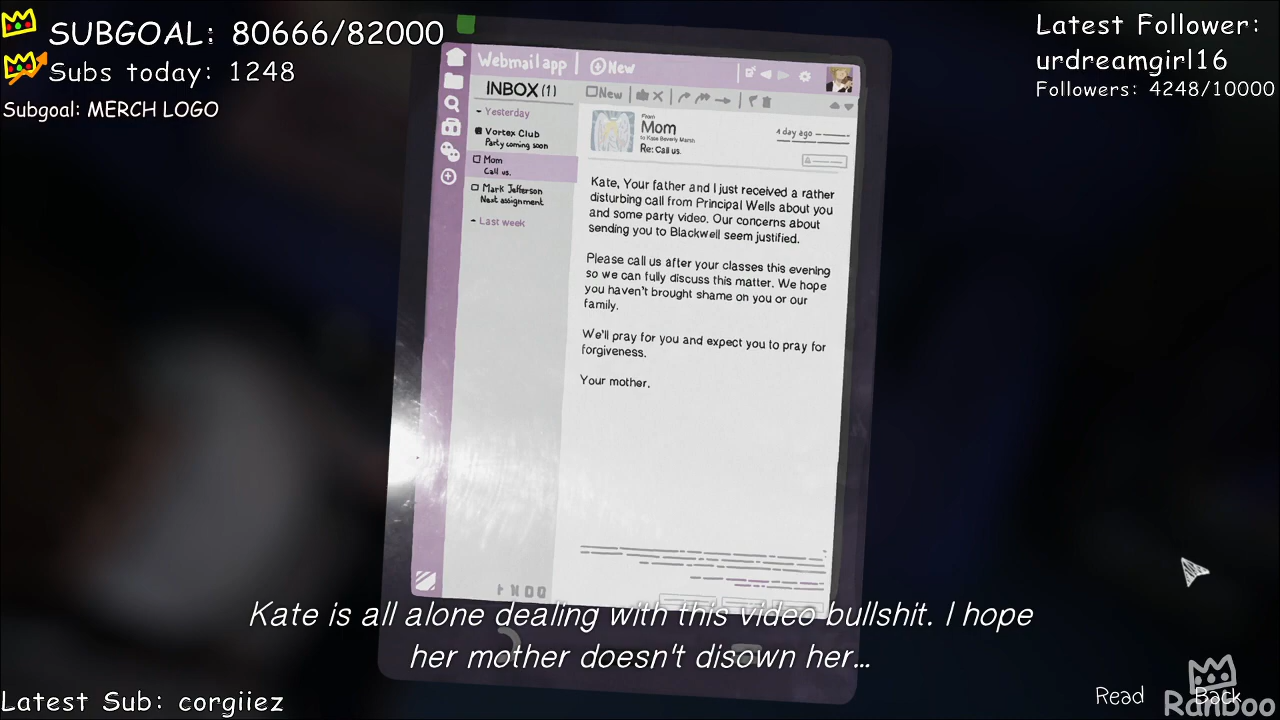 SUBGOAL: 80666/82000
Subs today: 1248
Subgoal: MERCH LOGO
Latest Follower:
urdreamgirl16
Followers: 4248/10000
Webmail app | + New
INBOX (1)
Yesterday
Vortex Club
Party coming soon
Mom
Call us.
Mark Jefferson
Next assignment
Last week
New
From
Mom
to Kate Beverly Marsh
Re: Call us.
1 day ago
Kate, Your father and I just received a rather
disturbing call from Principal Wells about you
and some party video. Our concerns about
sending you to Blackwell seem justified.
Please call us after your classes this evening
so we can fully discuss this matter. We hope
you haven't brought shame on you or our
family.
We'll pray for you and expect you to pray for
forgiveness.
Your mother.
Kate is all alone dealing with this video bullshit. I hope
her mother doesn't disown her...
Latest Sub: corgiiez
Read
Back
Ranboo